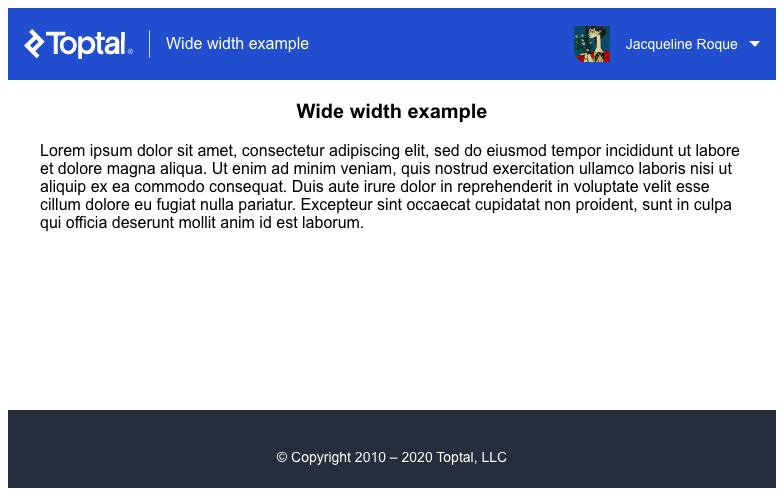 Toptal® Wide width example Jacqueline Roque
Wide width example
Lorem ipsum dolor sit amet, consectetur adipiscing elit, sed do eiusmod tempor incididunt ut labore
et dolore magna aliqua. Ut enim ad minim veniam, quis nostrud exercitation ullamco laboris nisi ut
aliquip ex ea commodo consequat. Duis aute irure dolor in reprehenderit in voluptate velit esse
cillum dolore eu fugiat nulla pariatur. Excepteur sint occaecat cupidatat non proident, sunt in culpa
qui officia deserunt mollit anim id est laborum.
© Copyright 2010 – 2020 Toptal, LLC